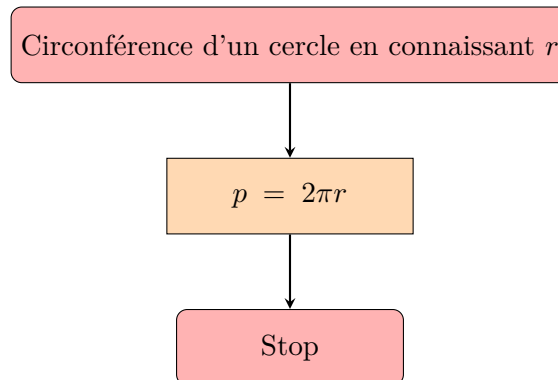 Circonférence d'un cercle en connaissant r
p = 2πr
Stop